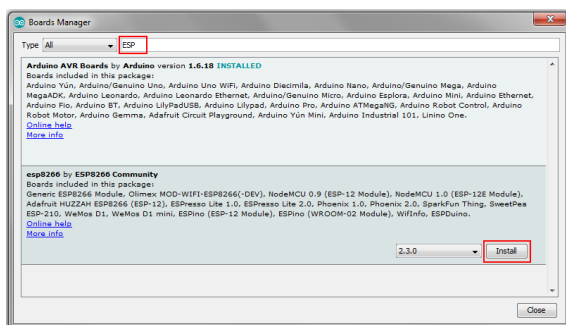 Boards Manager
Type All ESP
Arduino AVR Boards by Arduino version 1.6.18 INSTALLED
Boards included in this package:
Arduino Yún, Arduino/Genuino Uno, Arduino Uno WiFi, Arduino Diecimila, Arduino Nano, Arduino/Genuino Mega, Arduino
MegaADK, Arduino Leonardo, Arduino Leonardo Ethernet, Arduino/Genuino Micro, Arduino Esplora, Arduino Mini, Arduino Ethernet,
Arduino Fio, Arduino BT, Arduino LilyPadUSB, Arduino Lilypad, Arduino Pro, Arduino ATMegaNG, Arduino Robot Control, Arduino
Robot Motor, Arduino Gemma, Adafruit Circuit Playground, Arduino Yún Mini, Arduino Industrial 101, Linino One.
Online help
More info
esp8266 by ESP8266 Community
Boards included in this package:
Generic ESP8266 Module, Olimex MOD-WIFI-ESP8266(-DEV), NodeMCU 0.9 (ESP-12 Module), NodeMCU 1.0 (ESP-12E Module),
Adafruit HUZZAH ESP8266 (ESP-12), ESPresso Lite 1.0, ESPresso Lite 2.0, Phoenix 1.0, Phoenix 2.0, SparkFun Thing, SweetPea
ESP-210, WeMos D1, WeMos D1 mini, ESPino (ESP-12 Module), ESPino (WROOM-02 Module), WifInfo, ESPDuino.
Online help
More info
2.3.0 Install
Close